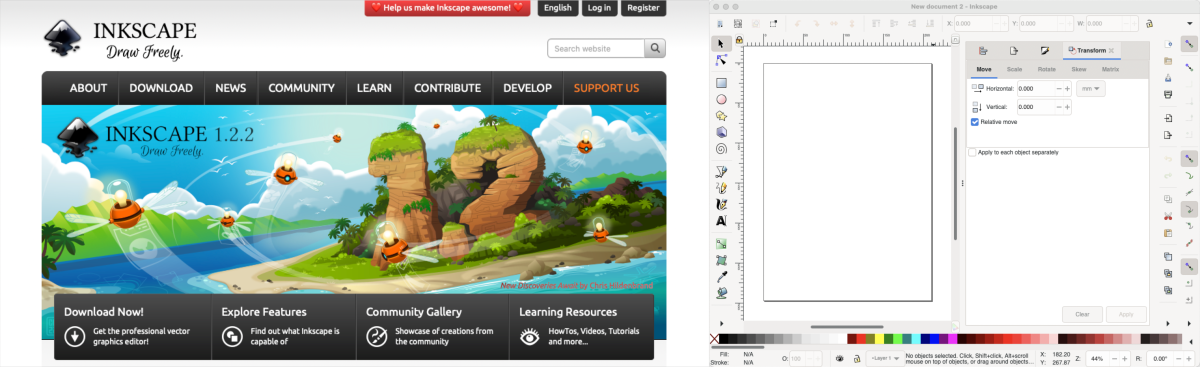 Help us make Inkscape awesome!
English
Log in
Register
INKSCAPE
Draw Freely.
Search website
ABOUT
DOWNLOAD
NEWS
COMMUNITY
LEARN
CONTRIBUTE
DEVELOP
SUPPORT US
INKSCAPE 1.2.2
Draw Freely.
New Discoveries Await by Chris Hildenbrand
Download Now!
Get the professional vector
graphics editor!
Explore Features
Find out what Inkscape is
capable of
Community Gallery
Showcase of creations from
the community
Learning Resources
HowTos, Videos, Tutorials
and more...
New document 2 - Inkscape
X: 0.000
Y: 0.000
W: 0.000
Transform
Move
Scale
Rotate
Skew
Matrix
Horizontal: 0.000
mm
Vertical: 0.000
Relative move
Apply to each object separately
Clear
Apply
Fill: N/A
Stroke: N/A
O: 100
Layer 1
No objects selected. Click, Shift+click, Alt+scroll
mouse on top of objects, or drag around objects...
X: 182.20
Y: 267.87
Z: 44%
R: 0.00°